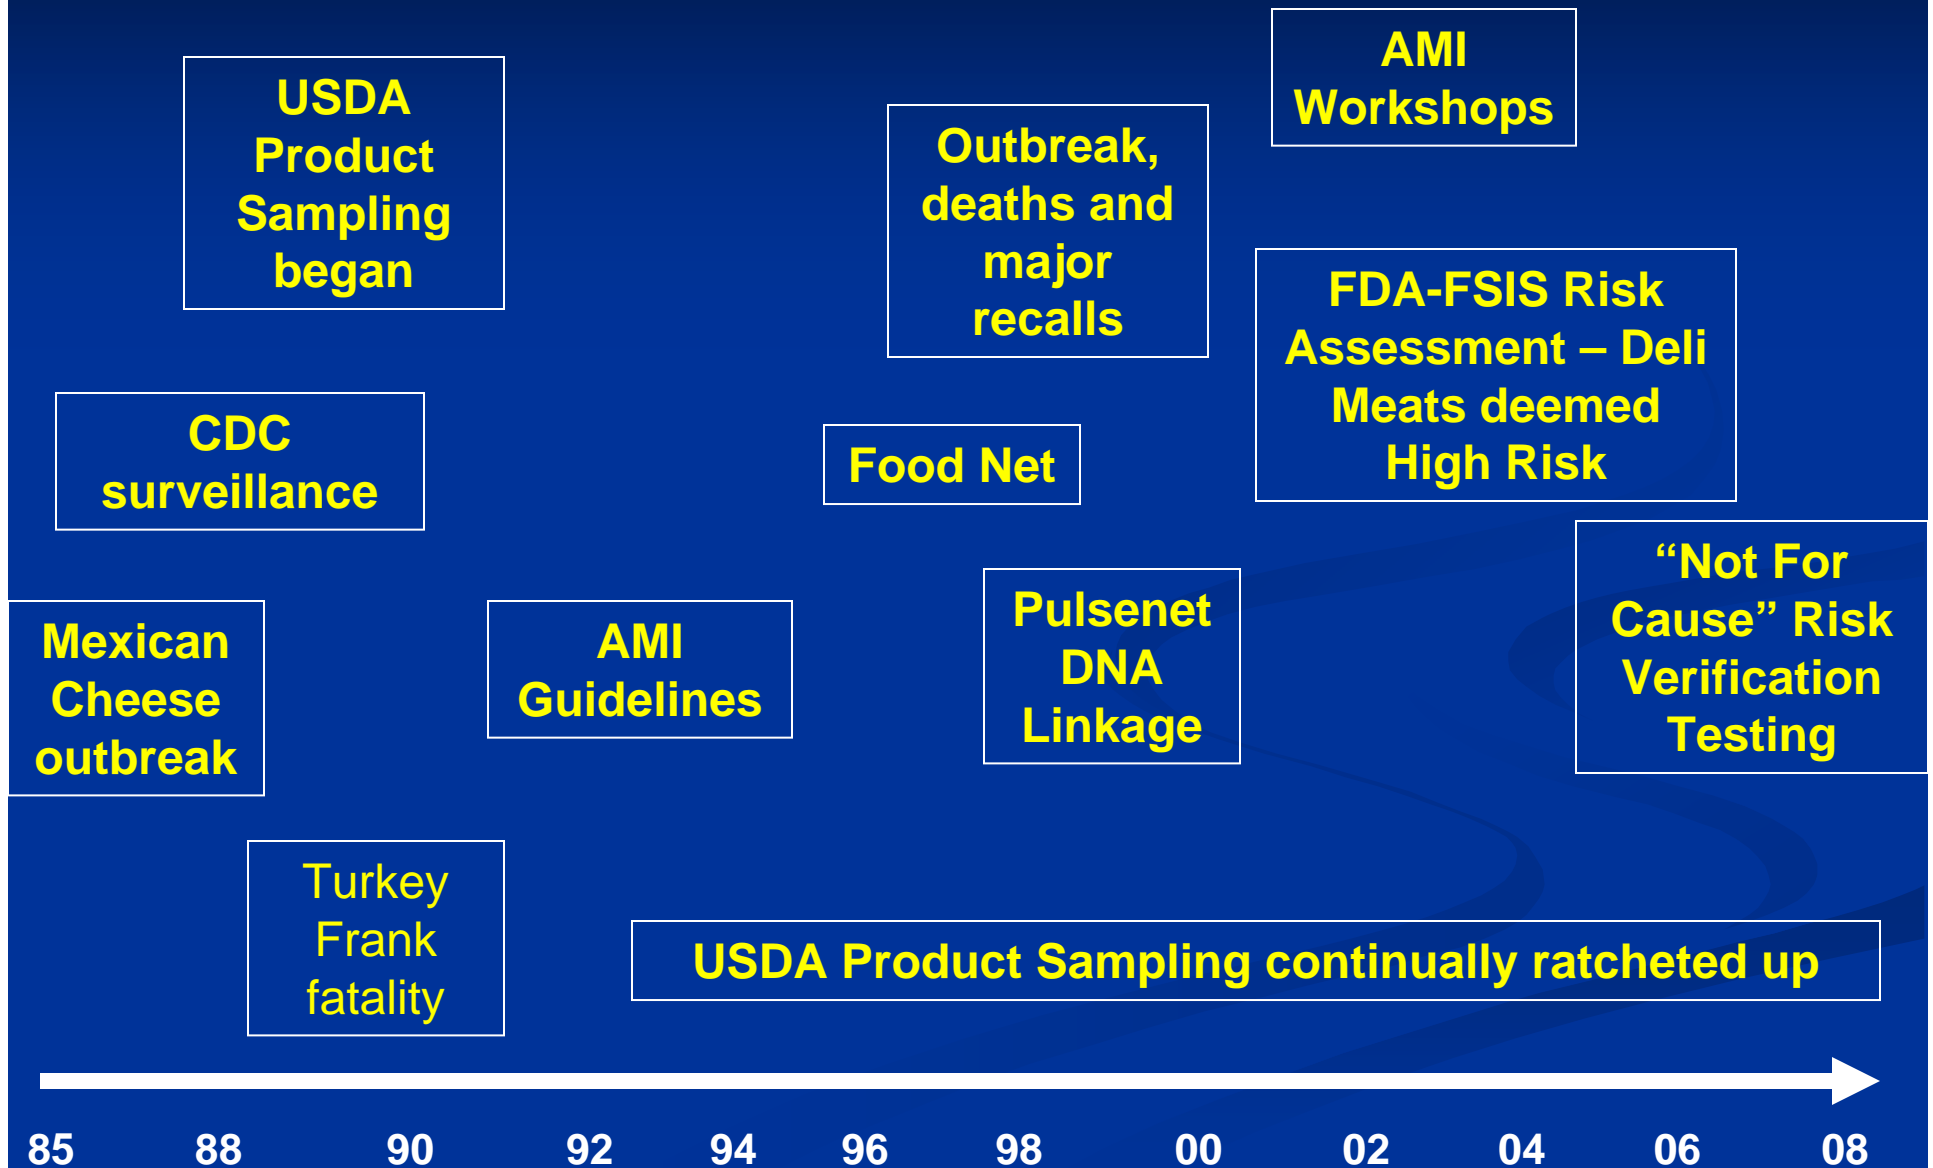 AMI
Workshops
USDA
Product
Sampling
began
Outbreak,
deaths and
major
recalls
FDA-FSIS Risk
Assessment – Deli
Meats deemed
High Risk
CDC
surveillance
Food Net
“Not For
Cause” Risk
Verification
Testing
Mexican
Cheese
outbreak
AMI
Guidelines
Pulsenet
DNA
Linkage
Turkey
Frank
fatality
USDA Product Sampling continually ratcheted up
85 88 90 92 94 96 98 00 02 04 06 08